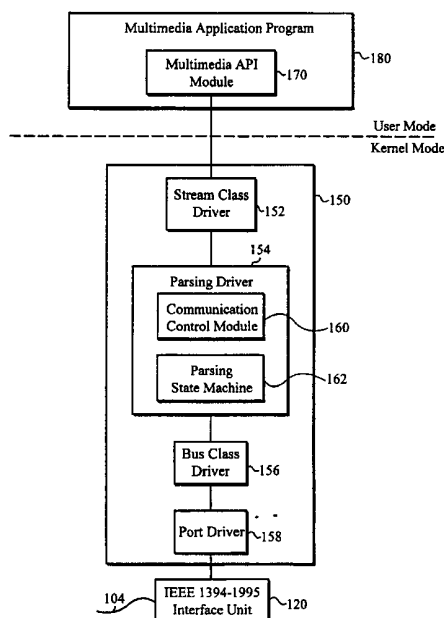 Multimedia Application Program
Multimedia API
Module
170
180
User Mode
Kernel Mode
150
Stream Class
Driver
152
154
Parsing Driver
Communication
Control Module
160
Parsing
State Machine
162
Bus Class
Driver
156
Port Driver
158
104
IEEE 1394-1995
Interface Unit
120